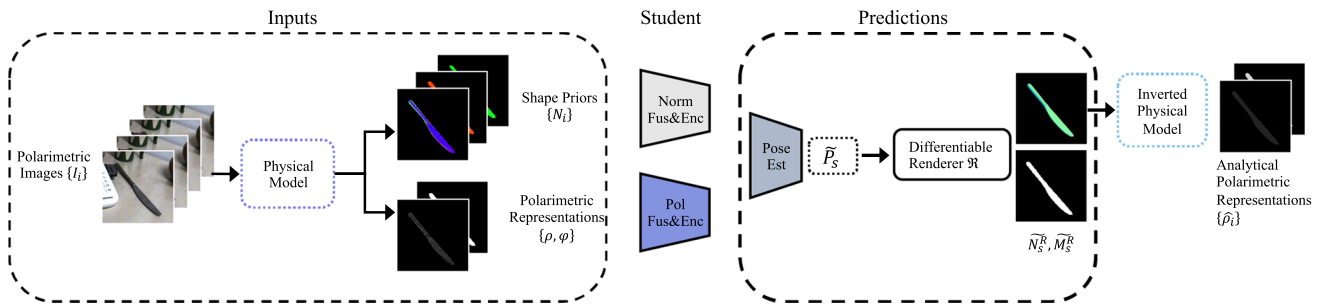 Inputs
Student
Predictions
Polarimetric
Images {I_i}
Physical
Model
Shape Priors
{N_i}
Polarimetric
Representations
{ρ, φ}
Norm
Fus&Enc
Pol
Fus&Enc
Pose
Est
P̃_s
Differentiable
Renderer ℜ
Ñ_s^R, M̃_s^R
Inverted
Physical
Model
Analytical
Polarimetric
Representations
{ρ̂_i}